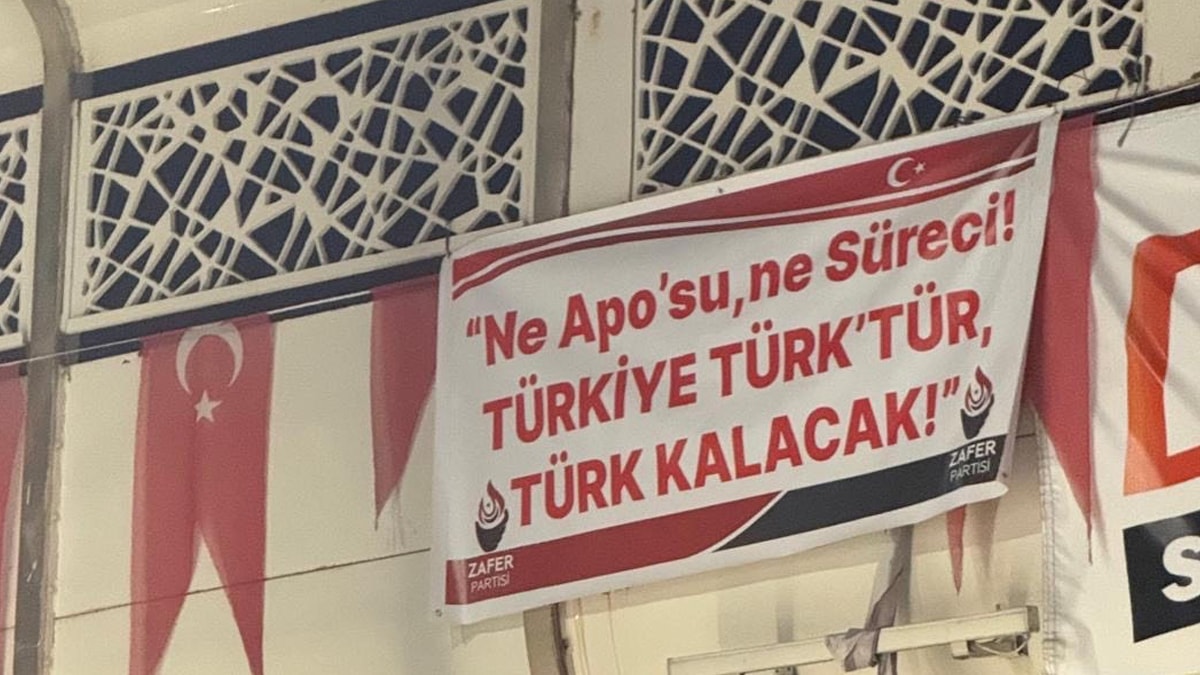 “Ne Apo’su, ne Süreci!
TÜRKİYE TÜRK’TÜR,
TÜRK KALACAK!”
ZAFER
PARTİSİ
ZAFER
PARTİSİ
S